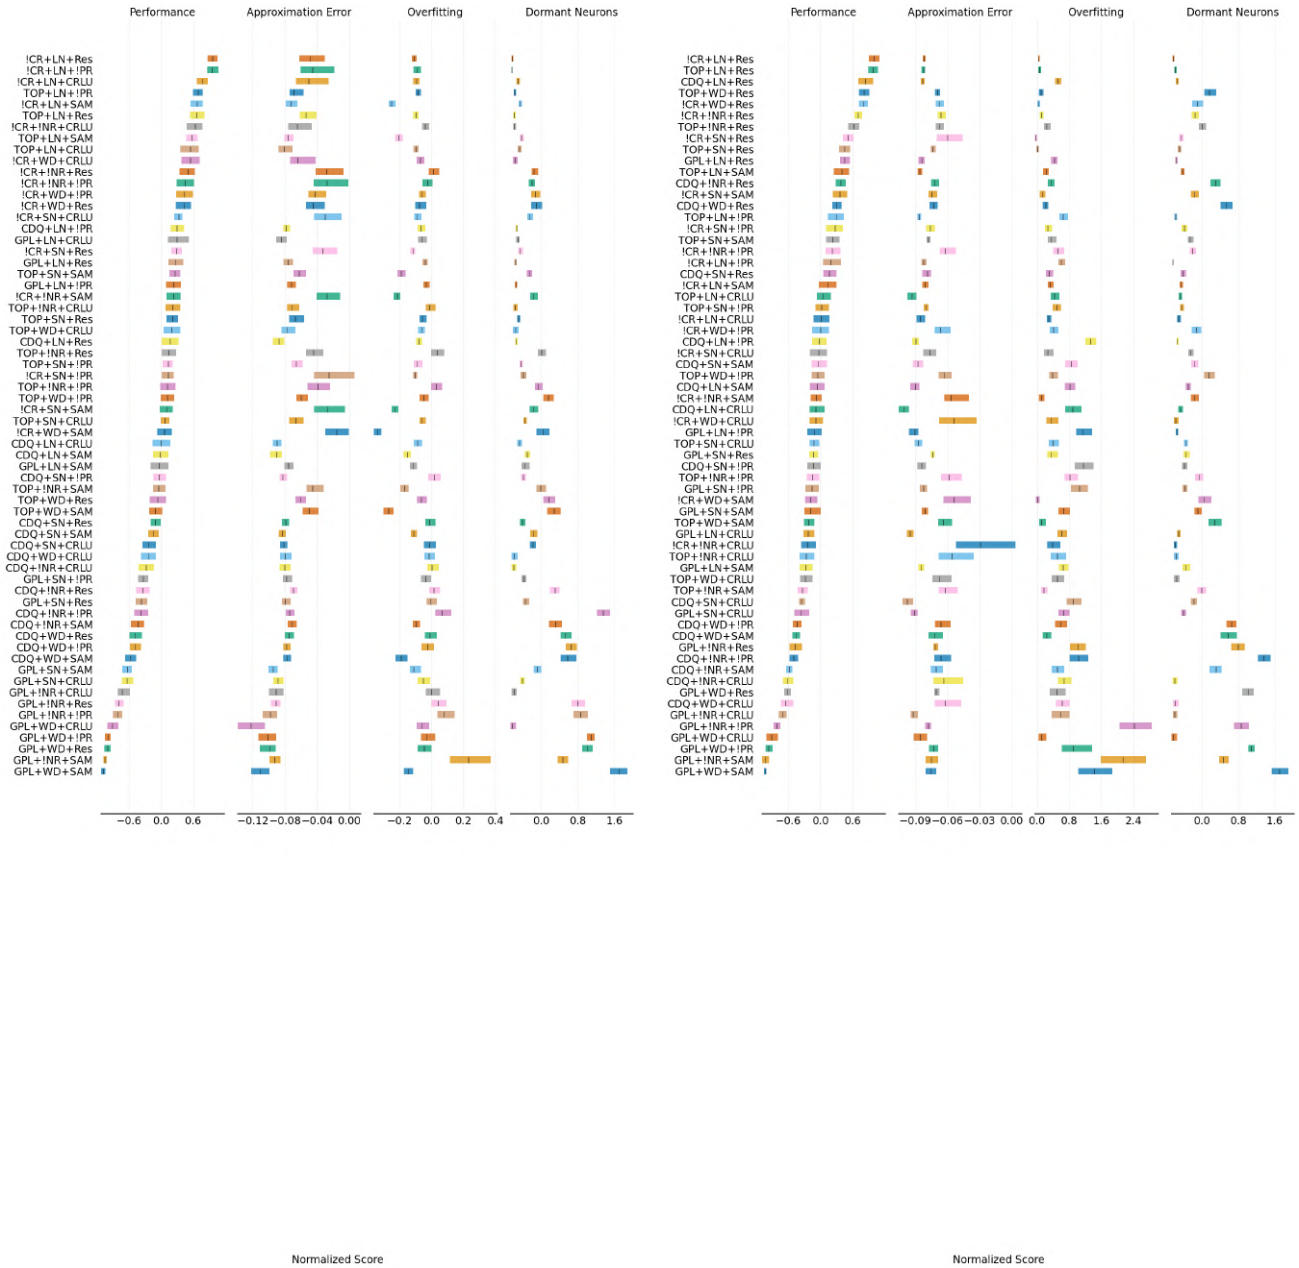 Performance Approximation Error Overfitting Dormant Neurons
!CR+LN+Res
!CR+LN+!PR
!CR+LN+CRLU
TOP+LN+!PR
!CR+LN+SAM
TOP+LN+Res
!CR+!NR+CRLU
TOP+LN+SAM
TOP+LN+CRLU
!CR+WD+CRLU
!CR+!NR+Res
!CR+!NR+!PR
!CR+WD+!PR
!CR+WD+Res
!CR+SN+CRLU
CDQ+LN+!PR
GPL+LN+CRLU
!CR+SN+Res
GPL+LN+Res
TOP+SN+SAM
GPL+LN+!PR
!CR+!NR+SAM
TOP+!NR+CRLU
TOP+SN+Res
TOP+WD+CRLU
CDQ+LN+Res
TOP+!NR+Res
TOP+SN+!PR
!CR+SN+!PR
TOP+!NR+!PR
TOP+WD+!PR
!CR+SN+SAM
TOP+SN+CRLU
!CR+WD+SAM
CDQ+LN+CRLU
CDQ+LN+SAM
GPL+LN+SAM
CDQ+SN+!PR
TOP+!NR+SAM
TOP+WD+Res
TOP+WD+SAM
CDQ+SN+Res
CDQ+SN+SAM
CDQ+SN+CRLU
CDQ+WD+CRLU
CDQ+!NR+CRLU
GPL+SN+!PR
CDQ+!NR+Res
GPL+SN+Res
CDQ+!NR+!PR
CDQ+!NR+SAM
CDQ+WD+Res
CDQ+WD+!PR
CDQ+WD+SAM
GPL+SN+SAM
GPL+SN+CRLU
GPL+!NR+CRLU
GPL+!NR+Res
GPL+!NR+!PR
GPL+WD+CRLU
GPL+WD+!PR
GPL+WD+Res
GPL+!NR+SAM
GPL+WD+SAM
−0.6 0.0 0.6 −0.12 −0.08 −0.04 0.00 −0.2 0.0 0.2 0.4 0.0 0.8 1.6
Normalized Score
Performance Approximation Error Overfitting Dormant Neurons
!CR+LN+Res
TOP+LN+Res
CDQ+LN+Res
TOP+WD+Res
!CR+WD+Res
!CR+!NR+Res
TOP+!NR+Res
!CR+SN+Res
TOP+SN+Res
GPL+LN+Res
TOP+LN+SAM
CDQ+!NR+Res
!CR+SN+SAM
CDQ+WD+Res
TOP+LN+!PR
!CR+SN+!PR
TOP+SN+SAM
!CR+!NR+!PR
!CR+LN+!PR
CDQ+SN+Res
!CR+LN+SAM
TOP+LN+CRLU
TOP+SN+!PR
!CR+LN+CRLU
!CR+WD+!PR
CDQ+LN+!PR
!CR+SN+CRLU
CDQ+SN+SAM
TOP+WD+!PR
CDQ+LN+SAM
!CR+!NR+SAM
CDQ+LN+CRLU
!CR+WD+CRLU
GPL+LN+!PR
TOP+SN+CRLU
GPL+SN+Res
CDQ+SN+!PR
TOP+!NR+!PR
GPL+SN+!PR
!CR+WD+SAM
GPL+SN+SAM
TOP+WD+SAM
GPL+LN+CRLU
!CR+!NR+CRLU
TOP+!NR+CRLU
GPL+LN+SAM
TOP+WD+CRLU
TOP+!NR+SAM
CDQ+SN+CRLU
GPL+SN+CRLU
CDQ+WD+!PR
CDQ+WD+SAM
GPL+!NR+Res
CDQ+!NR+!PR
CDQ+!NR+SAM
CDQ+!NR+CRLU
GPL+WD+Res
CDQ+WD+CRLU
GPL+!NR+CRLU
GPL+!NR+!PR
GPL+WD+CRLU
GPL+WD+!PR
GPL+!NR+SAM
GPL+WD+SAM
−0.6 0.0 0.6 −0.09 −0.06 −0.03 0.00 0.0 0.8 1.6 2.4 0.0 0.8 1.6
Normalized Score